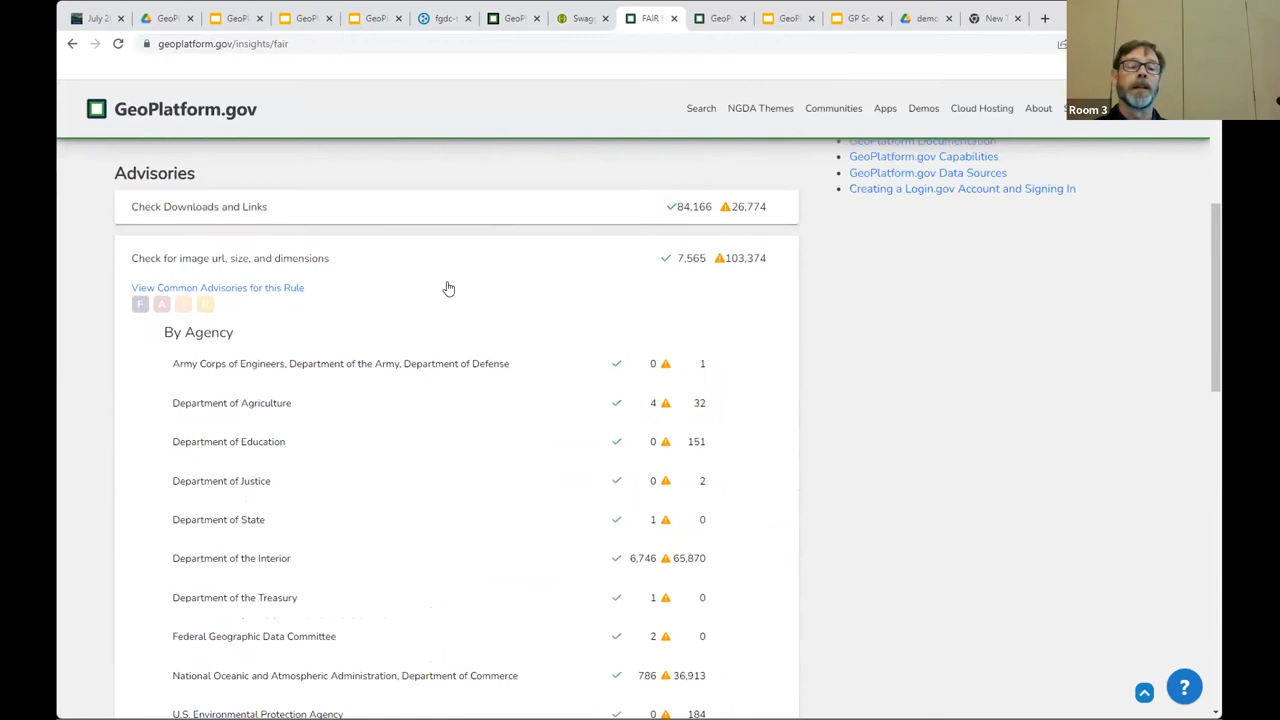 July 2
GeoPl
GeoPl
GeoPl
GeoPl
fgdc-t
GeoPl
Swag
FAIR
GeoPl
GeoPl
GP Se
demo
New T
geoplatform.gov/insights/fair
Room 3
GeoPlatform.gov
Search NGDA Themes Communities Apps Demos Cloud Hosting About
GeoPlatform Documentation
GeoPlatform.gov Capabilities
GeoPlatform.gov Data Sources
Creating a Login.gov Account and Signing In
Advisories
Check Downloads and Links 84,166 26,774
Check for image url, size, and dimensions 7,565 103,374
View Common Advisories for this Rule
F A R
By Agency
Army Corps of Engineers, Department of the Army, Department of Defense 0 1
Department of Agriculture 4 32
Department of Education 0 151
Department of Justice 0 2
Department of State 1 0
Department of the Interior 6,746 65,870
Department of the Treasury 1 0
Federal Geographic Data Committee 2 0
National Oceanic and Atmospheric Administration, Department of Commerce 786 36,913
U.S. Environmental Protection Agency 0 184
?